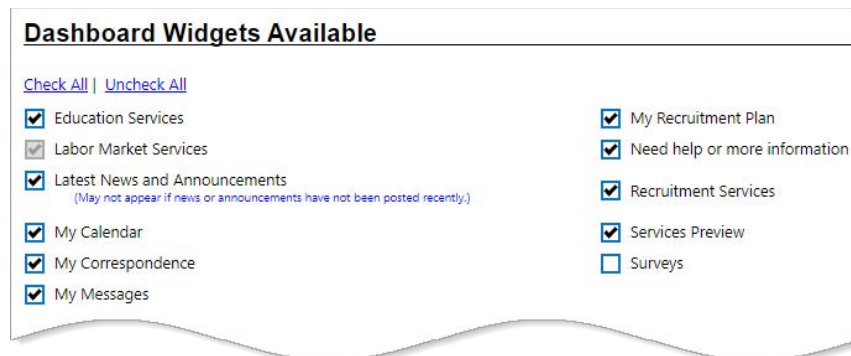 Dashboard Widgets Available
Check All | Uncheck All
Education Services
Labor Market Services
Latest News and Announcements
(May not appear if news or announcements have not been posted recently.)
My Calendar
My Correspondence
My Messages
My Recruitment Plan
Need help or more information
Recruitment Services
Services Preview
Surveys